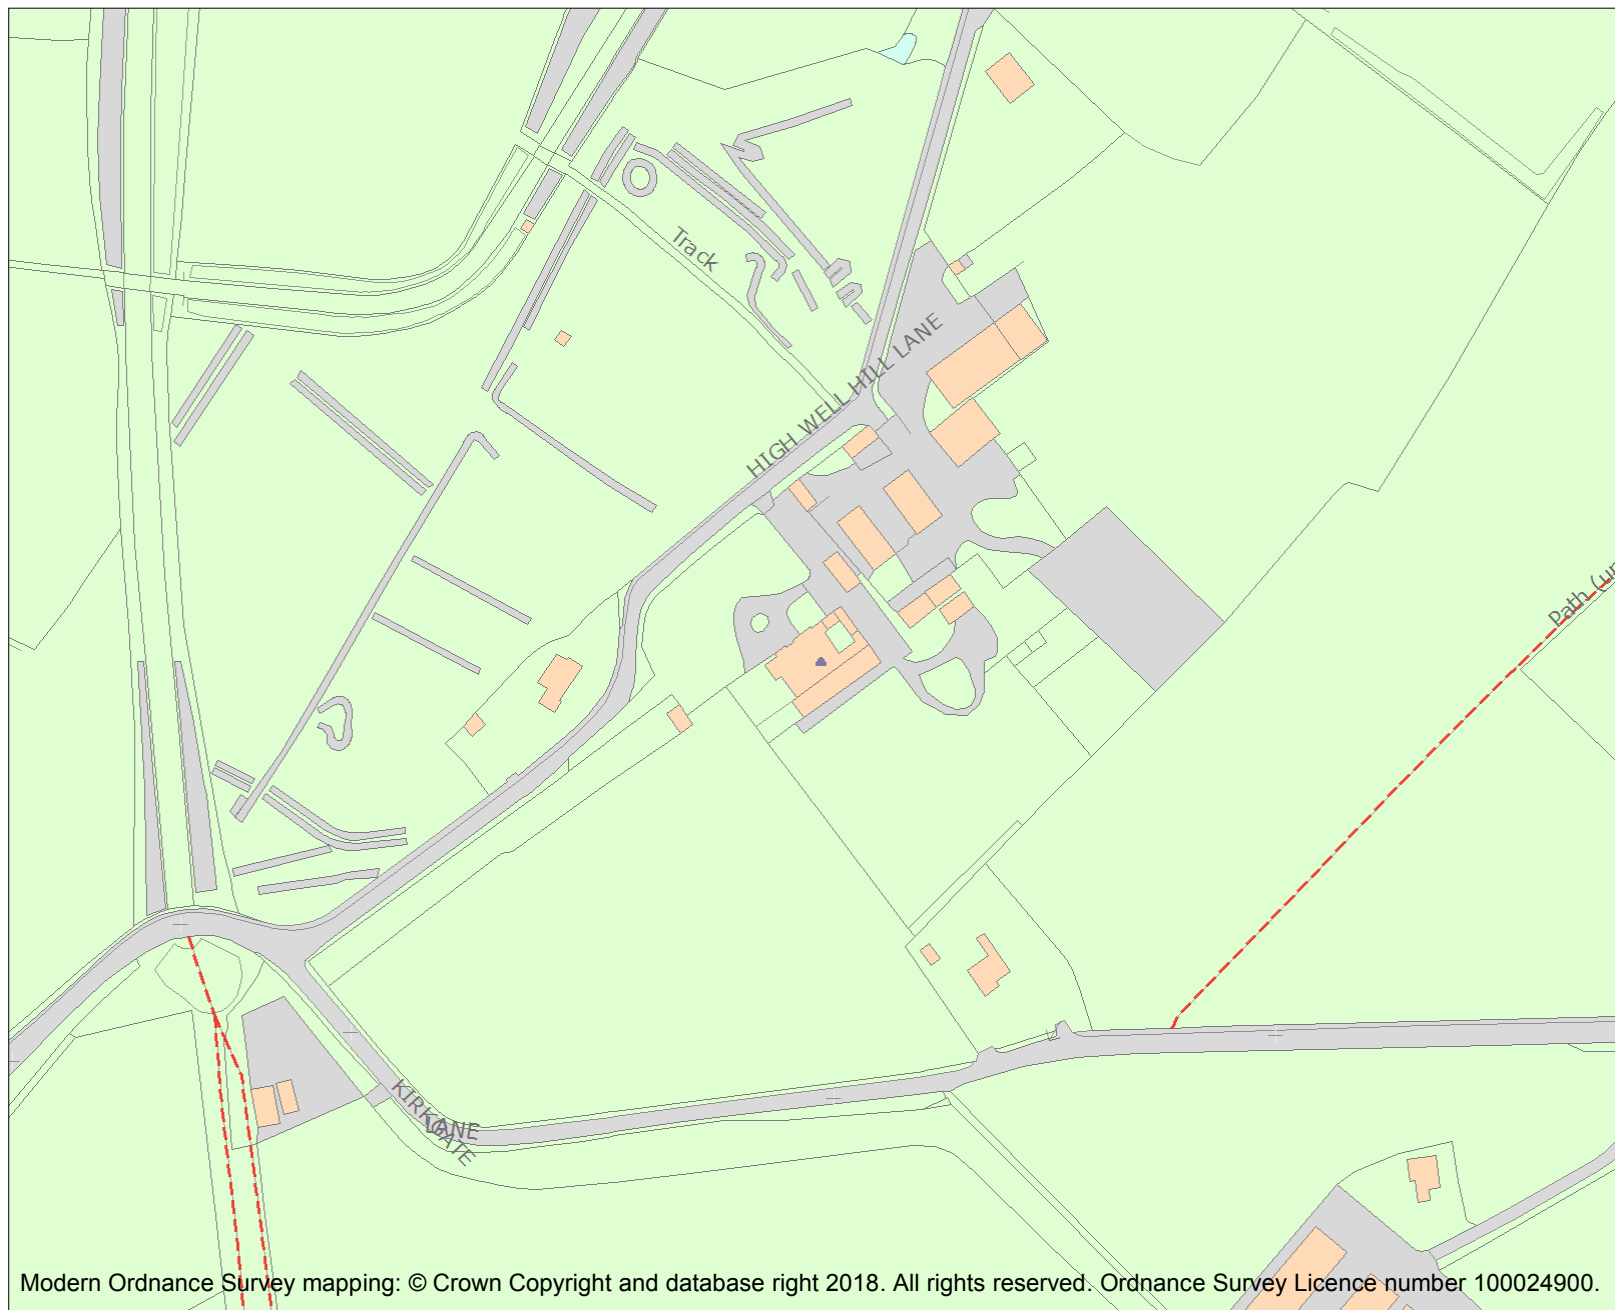 Track
HIGH WELL HILL LANE
Path
KIRKGATE
LANE
Modern Ordnance Survey mapping: © Crown Copyright and database right 2018. All rights reserved. Ordnance Survey Licence number 100024900.